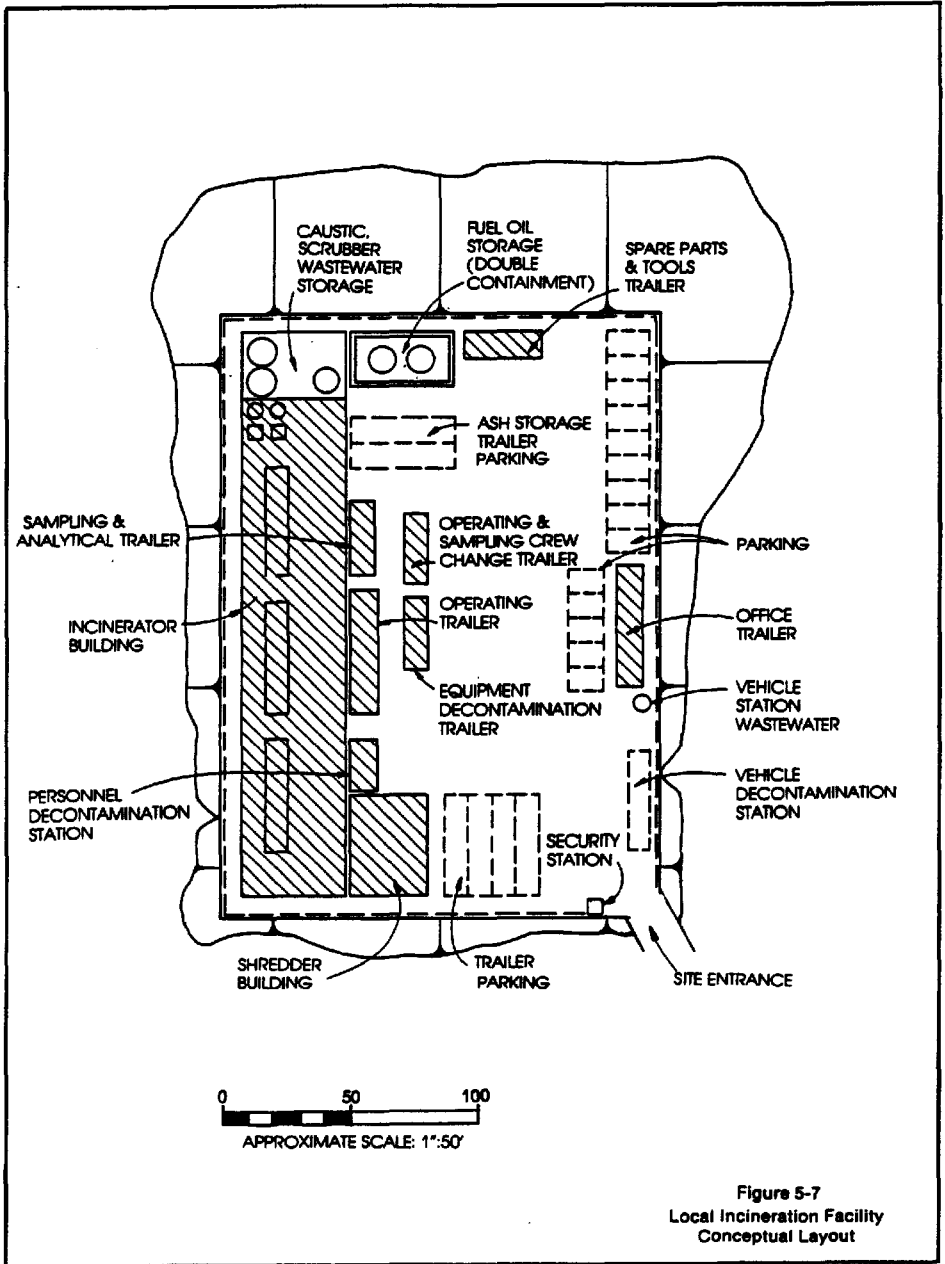 CAUSTIC,
SCRUBBER
WASTEWATER
STORAGE
FUEL OIL
STORAGE
(DOUBLE
CONTAINMENT)
SPARE PARTS
& TOOLS
TRAILER
ASH STORAGE
TRAILER
PARKING
SAMPLING &
ANALYTICAL TRAILER
OPERATING &
SAMPLING CREW
CHANGE TRAILER
PARKING
INCINERATOR
BUILDING
OPERATING
TRAILER
OFFICE
TRAILER
EQUIPMENT
DECONTAMINATION
TRAILER
VEHICLE
STATION
WASTEWATER
PERSONNEL
DECONTAMINATION
STATION
VEHICLE
DECONTAMINATION
STATION
SECURITY
STATION
SHREDDER
BUILDING
TRAILER
PARKING
SITE ENTRANCE
0 50 100
APPROXIMATE SCALE: 1":50'
Figure 5-7
Local Incineration Facility
Conceptual Layout